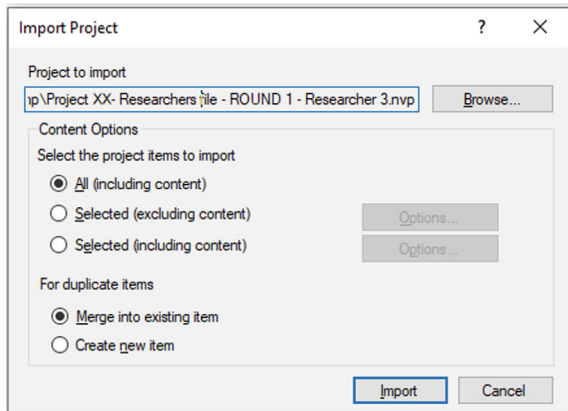 Import Project
?
Project to import
ıp\Project XX- Researchers file - ROUND 1 - Researcher 3.nvp
Browse...
Content Options
Select the project items to import
All (including content)
Selected (excluding content)
Options...
Selected (including content)
Options...
For duplicate items
Merge into existing item
Create new item
Import
Cancel